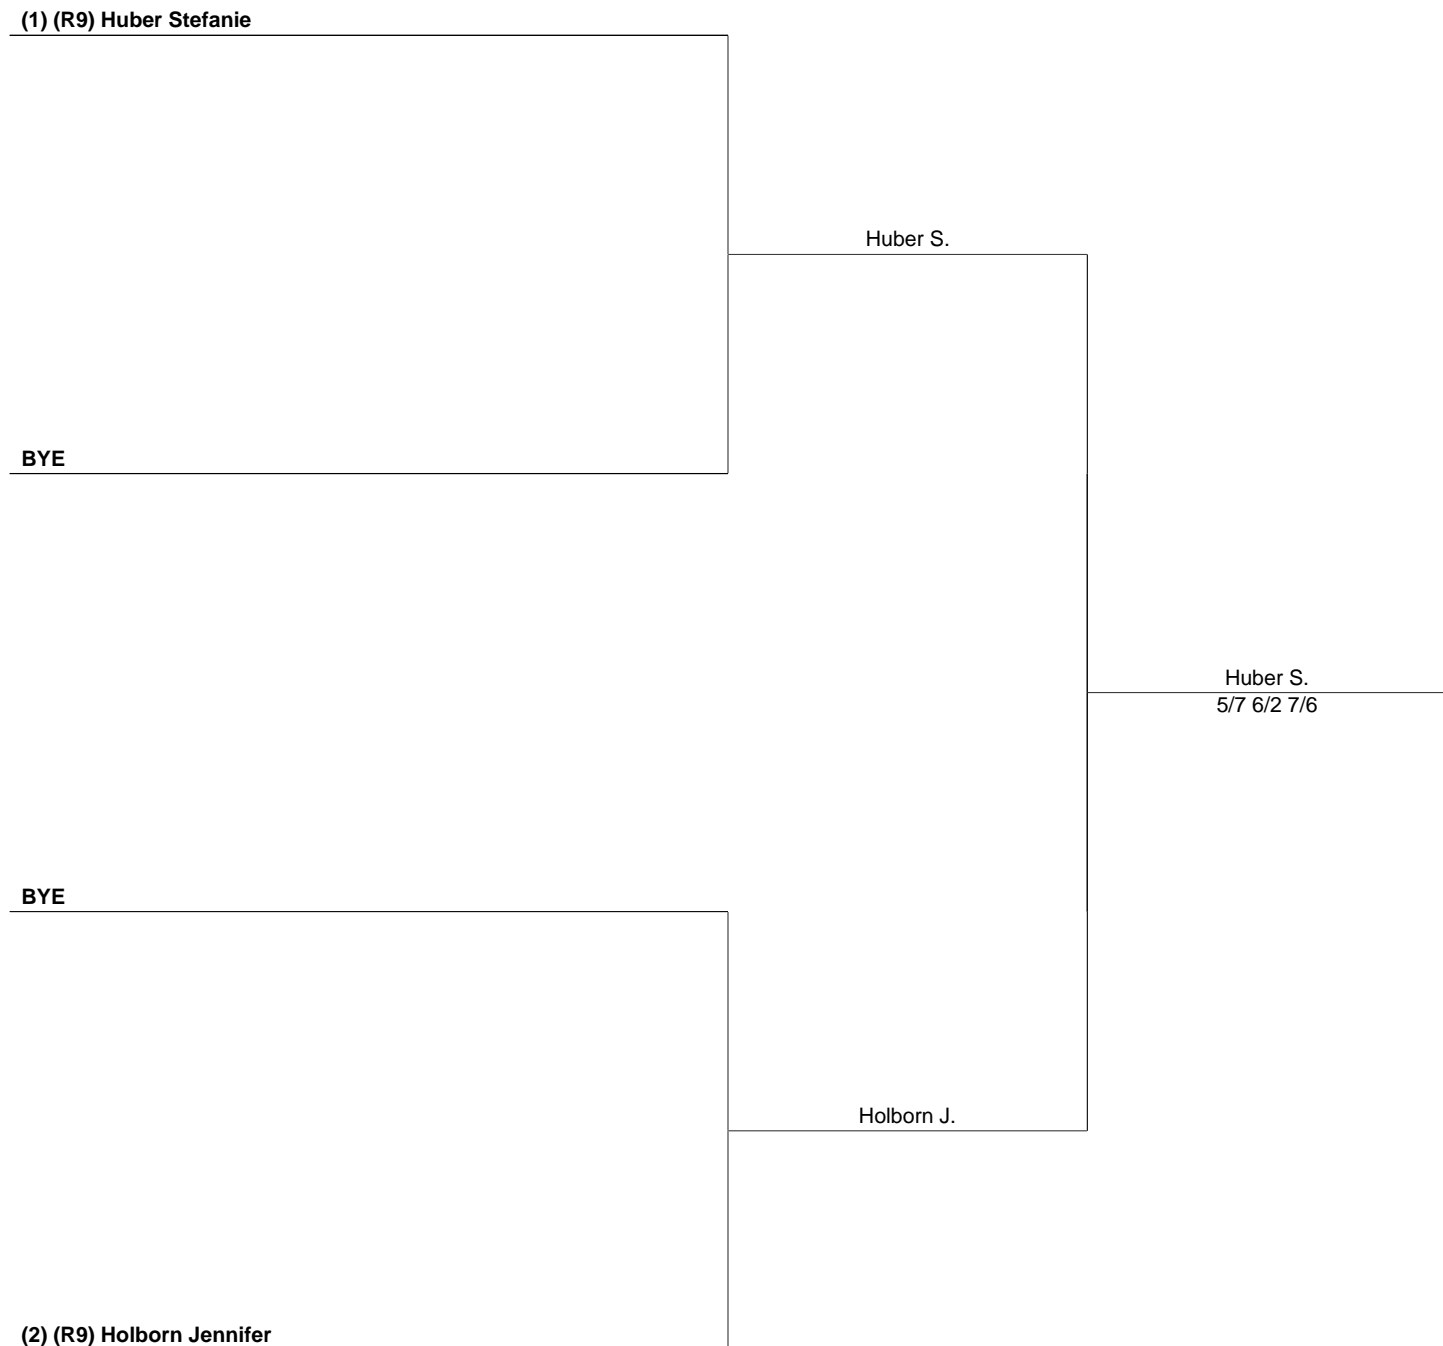 (1) (R9) Huber Stefanie
Huber S.
BYE
Huber S.
5/7 6/2 7/6
BYE
Holborn J.
(2) (R9) Holborn Jennifer